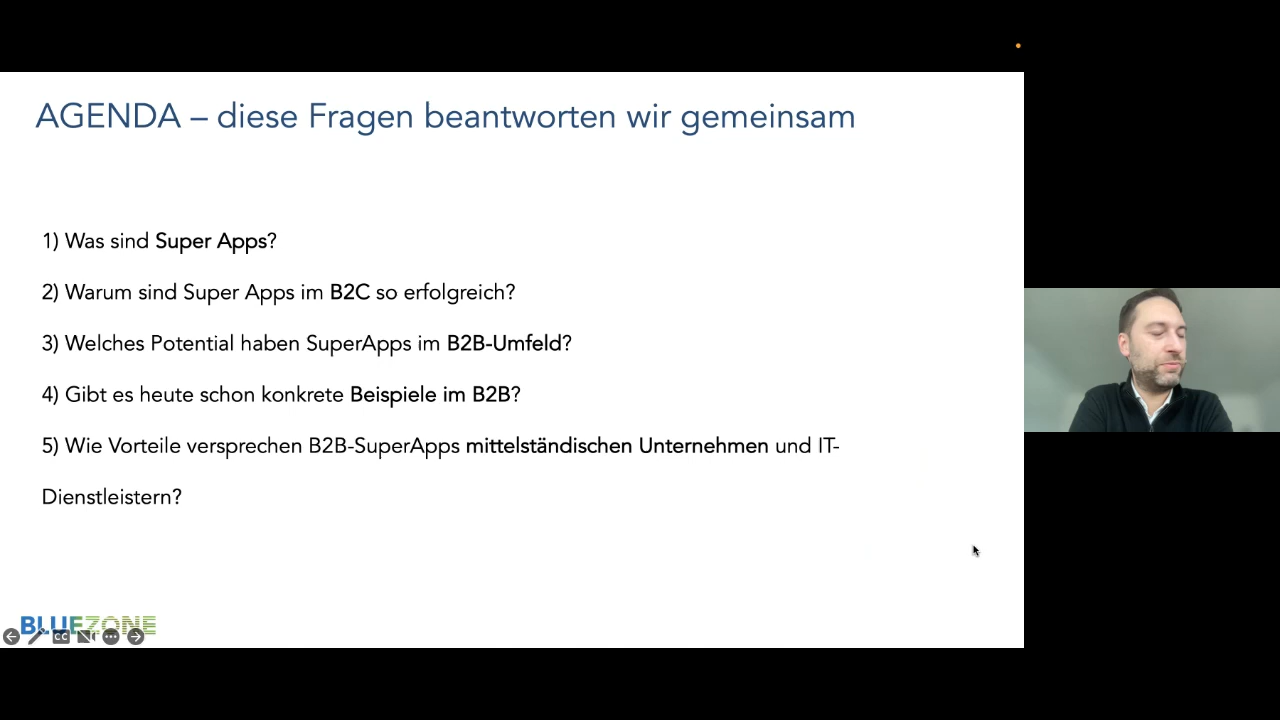 AGENDA – diese Fragen beantworten wir gemeinsam
1) Was sind Super Apps?
2) Warum sind Super Apps im B2C so erfolgreich?
3) Welches Potential haben SuperApps im B2B-Umfeld?
4) Gibt es heute schon konkrete Beispiele im B2B?
5) Wie Vorteile versprechen B2B-SuperApps mittelständischen Unternehmen und IT-
Dienstleistern?
BLUEZONE
CC